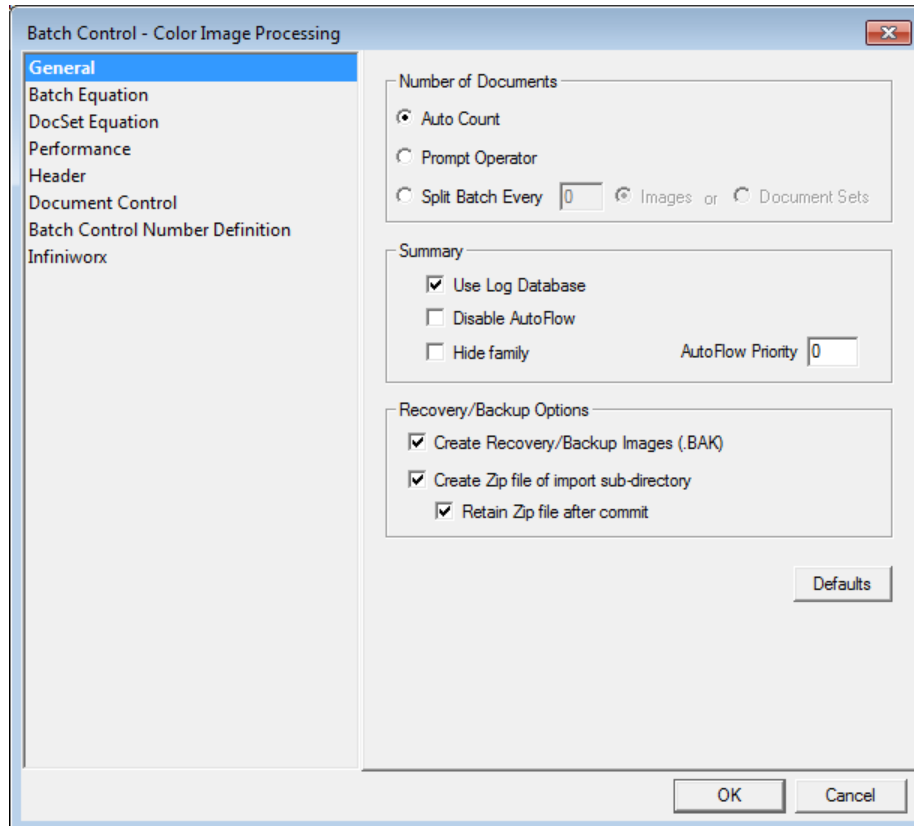 Batch Control - Color Image Processing
General
Batch Equation
DocSet Equation
Performance
Header
Document Control
Batch Control Number Definition
Infiniworx
Number of Documents
Auto Count
Prompt Operator
Split Batch Every 0 Images or Document Sets
Summary
Use Log Database
Disable AutoFlow
Hide family AutoFlow Priority 0
Recovery/Backup Options
Create Recovery/Backup Images (.BAK)
Create Zip file of import sub-directory
Retain Zip file after commit
Defaults
OK Cancel